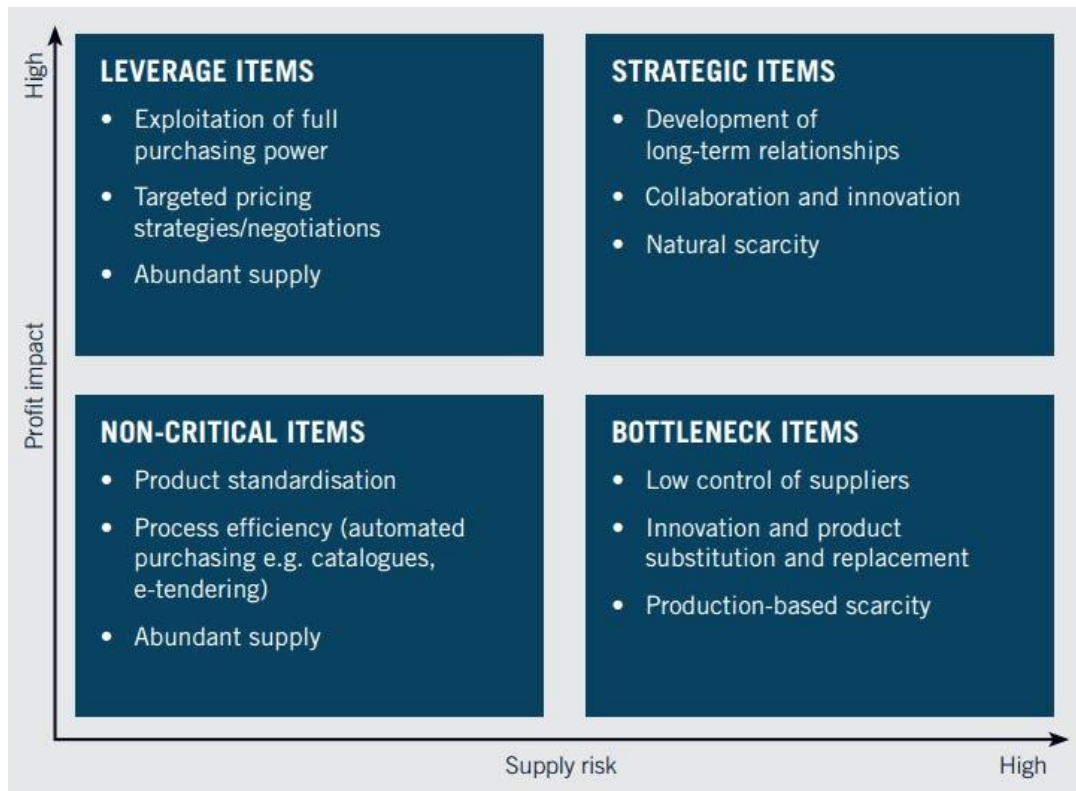 High
Profit impact
LEVERAGE ITEMS
• Exploitation of full
purchasing power
• Targeted pricing
strategies/negotiations
• Abundant supply
STRATEGIC ITEMS
• Development of
long-term relationships
• Collaboration and innovation
• Natural scarcity
NON-CRITICAL ITEMS
• Product standardisation
• Process efficiency (automated
purchasing e.g. catalogues,
e-tendering)
• Abundant supply
BOTTLENECK ITEMS
• Low control of suppliers
• Innovation and product
substitution and replacement
• Production-based scarcity
Supply risk
High